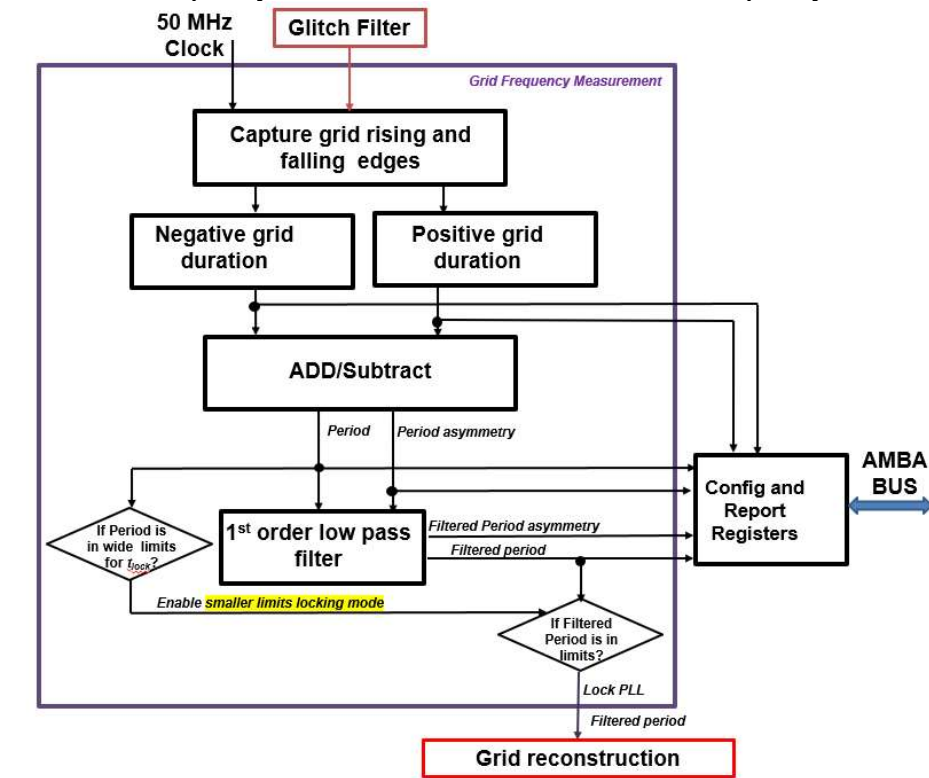 50 MHz
Clock
Glitch Filter
Grid Frequency Measurement
Capture grid rising and
falling edges
Negative grid
duration
Positive grid
duration
ADD/Subtract
Period
Period asymmetry
AMBA
BUS
Config and
Report
Registers
If Period is
in wide limits
for tlock?
1st order low pass
filter
Filtered Period asymmetry
Filtered period
Enable smaller limits locking mode
If Filtered
Period is in
limits?
Lock PLL
Filtered period
Grid reconstruction